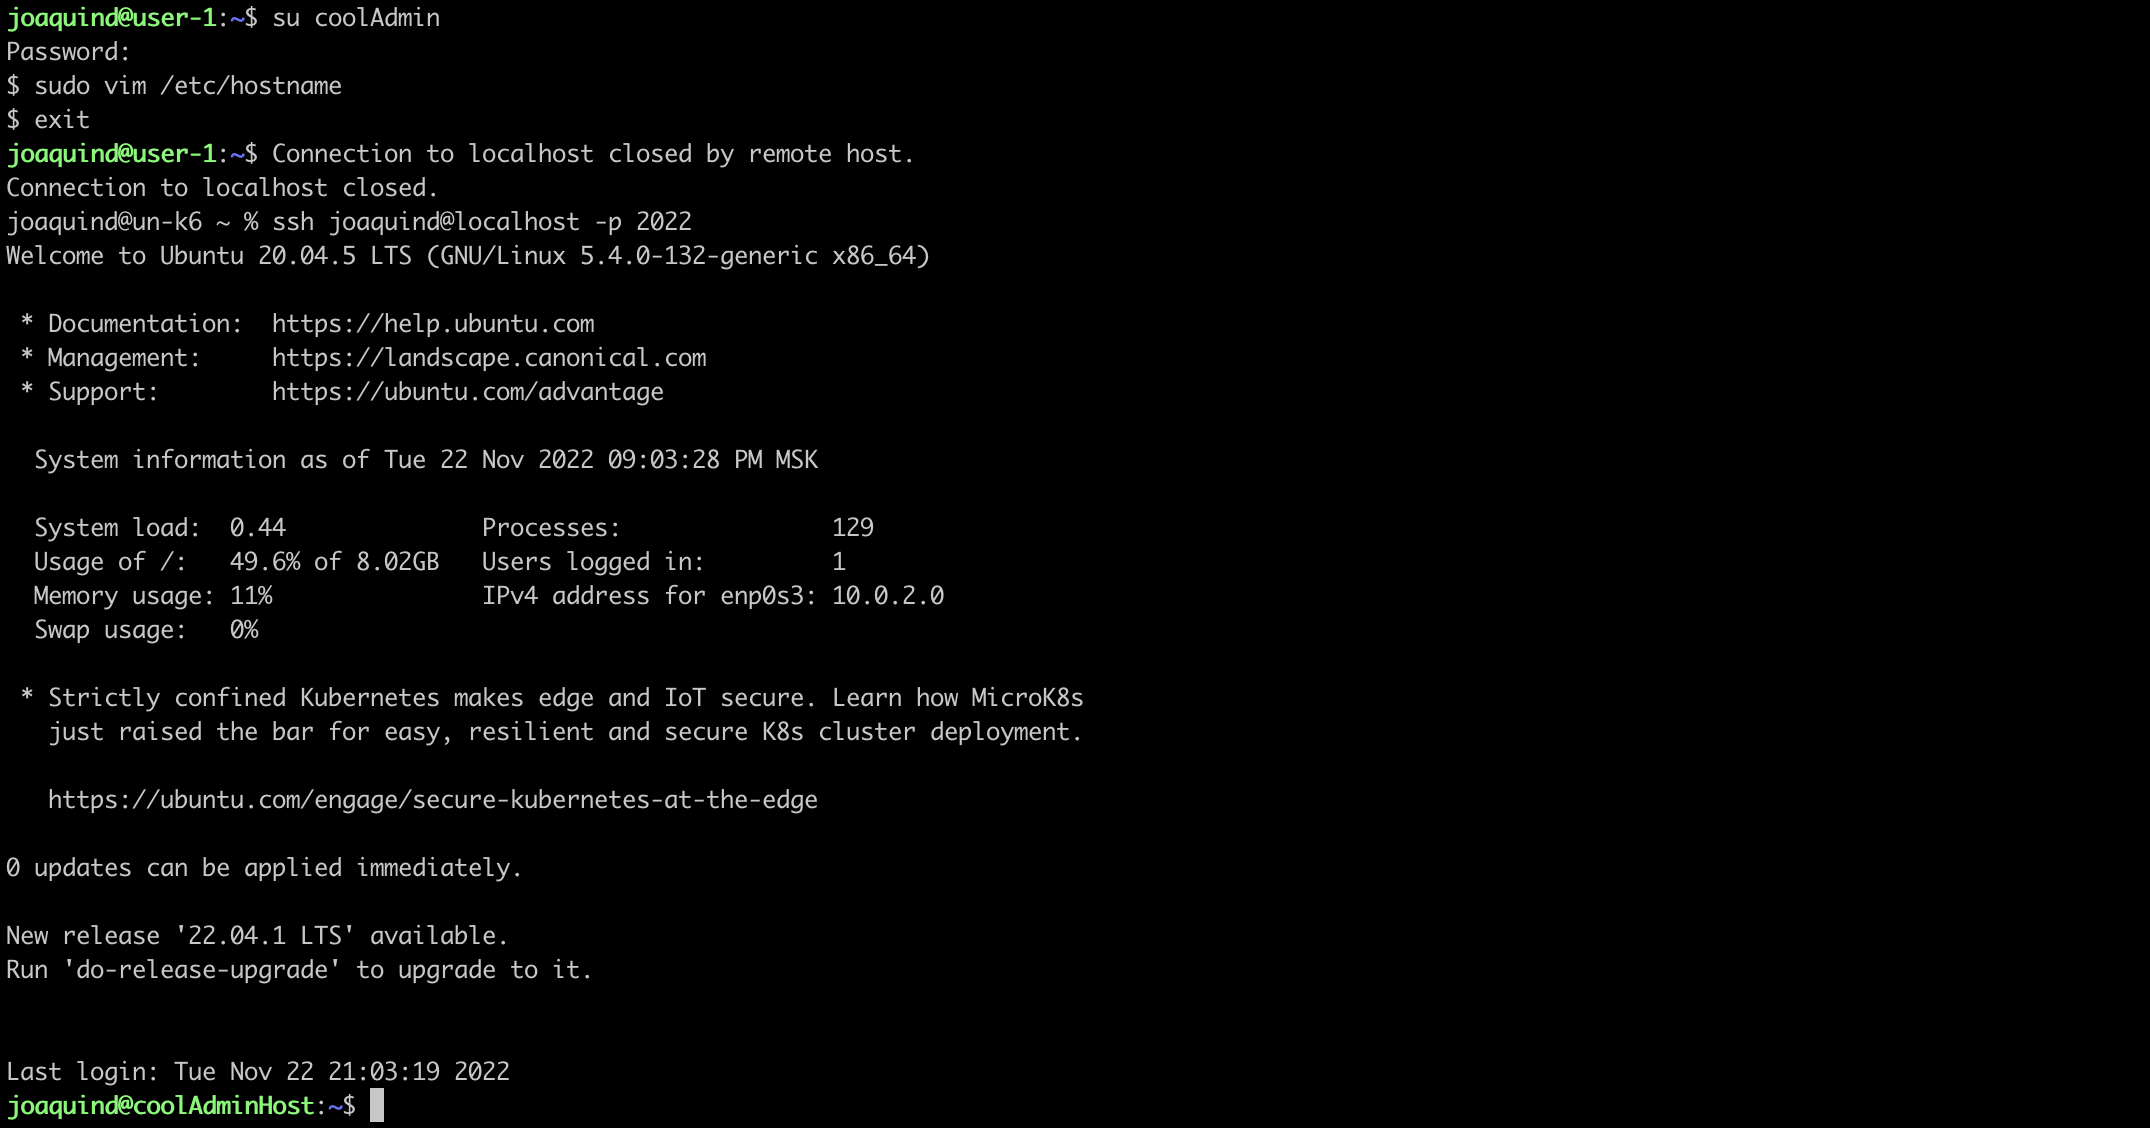 joaquind@user-1:~$ su coolAdmin
Password:
$ sudo vim /etc/hostname
$ exit
joaquind@user-1:~$ Connection to localhost closed by remote host.
Connection to localhost closed.
joaquind@un-k6 ~ % ssh joaquind@localhost -p 2022
Welcome to Ubuntu 20.04.5 LTS (GNU/Linux 5.4.0-132-generic x86_64)

 * Documentation:  https://help.ubuntu.com
 * Management:     https://landscape.canonical.com
 * Support:        https://ubuntu.com/advantage

  System information as of Tue 22 Nov 2022 09:03:28 PM MSK

  System load:  0.44              Processes:               129
  Usage of /:   49.6% of 8.02GB   Users logged in:         1
  Memory usage: 11%               IPv4 address for enp0s3: 10.0.2.0
  Swap usage:   0%

 * Strictly confined Kubernetes makes edge and IoT secure. Learn how MicroK8s
   just raised the bar for easy, resilient and secure K8s cluster deployment.

   https://ubuntu.com/engage/secure-kubernetes-at-the-edge

0 updates can be applied immediately.

New release '22.04.1 LTS' available.
Run 'do-release-upgrade' to upgrade to it.

Last login: Tue Nov 22 21:03:19 2022
joaquind@coolAdminHost:~$